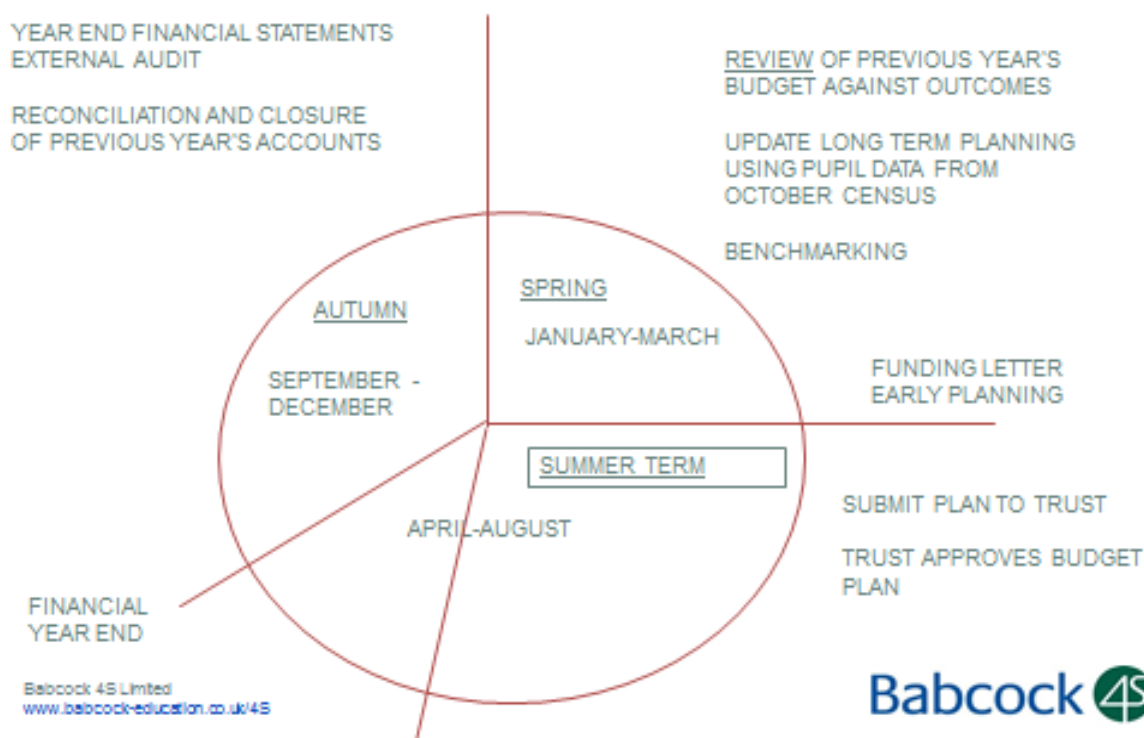 YEAR END FINANCIAL STATEMENTS
EXTERNAL AUDIT
RECONCILIATION AND CLOSURE
OF PREVIOUS YEAR'S ACCOUNTS
REVIEW OF PREVIOUS YEAR'S
BUDGET AGAINST OUTCOMES
UPDATE LONG TERM PLANNING
USING PUPIL DATA FROM
OCTOBER CENSUS
BENCHMARKING
AUTUMN
SEPTEMBER -
DECEMBER
SPRING
JANUARY-MARCH
FUNDING LETTER
EARLY PLANNING
SUMMER TERM
APRIL-AUGUST
SUBMIT PLAN TO TRUST
TRUST APPROVES BUDGET
PLAN
FINANCIAL
YEAR END
Babcock 4S Limited
www.babcock-education.co.uk/4S
Babcock 4S